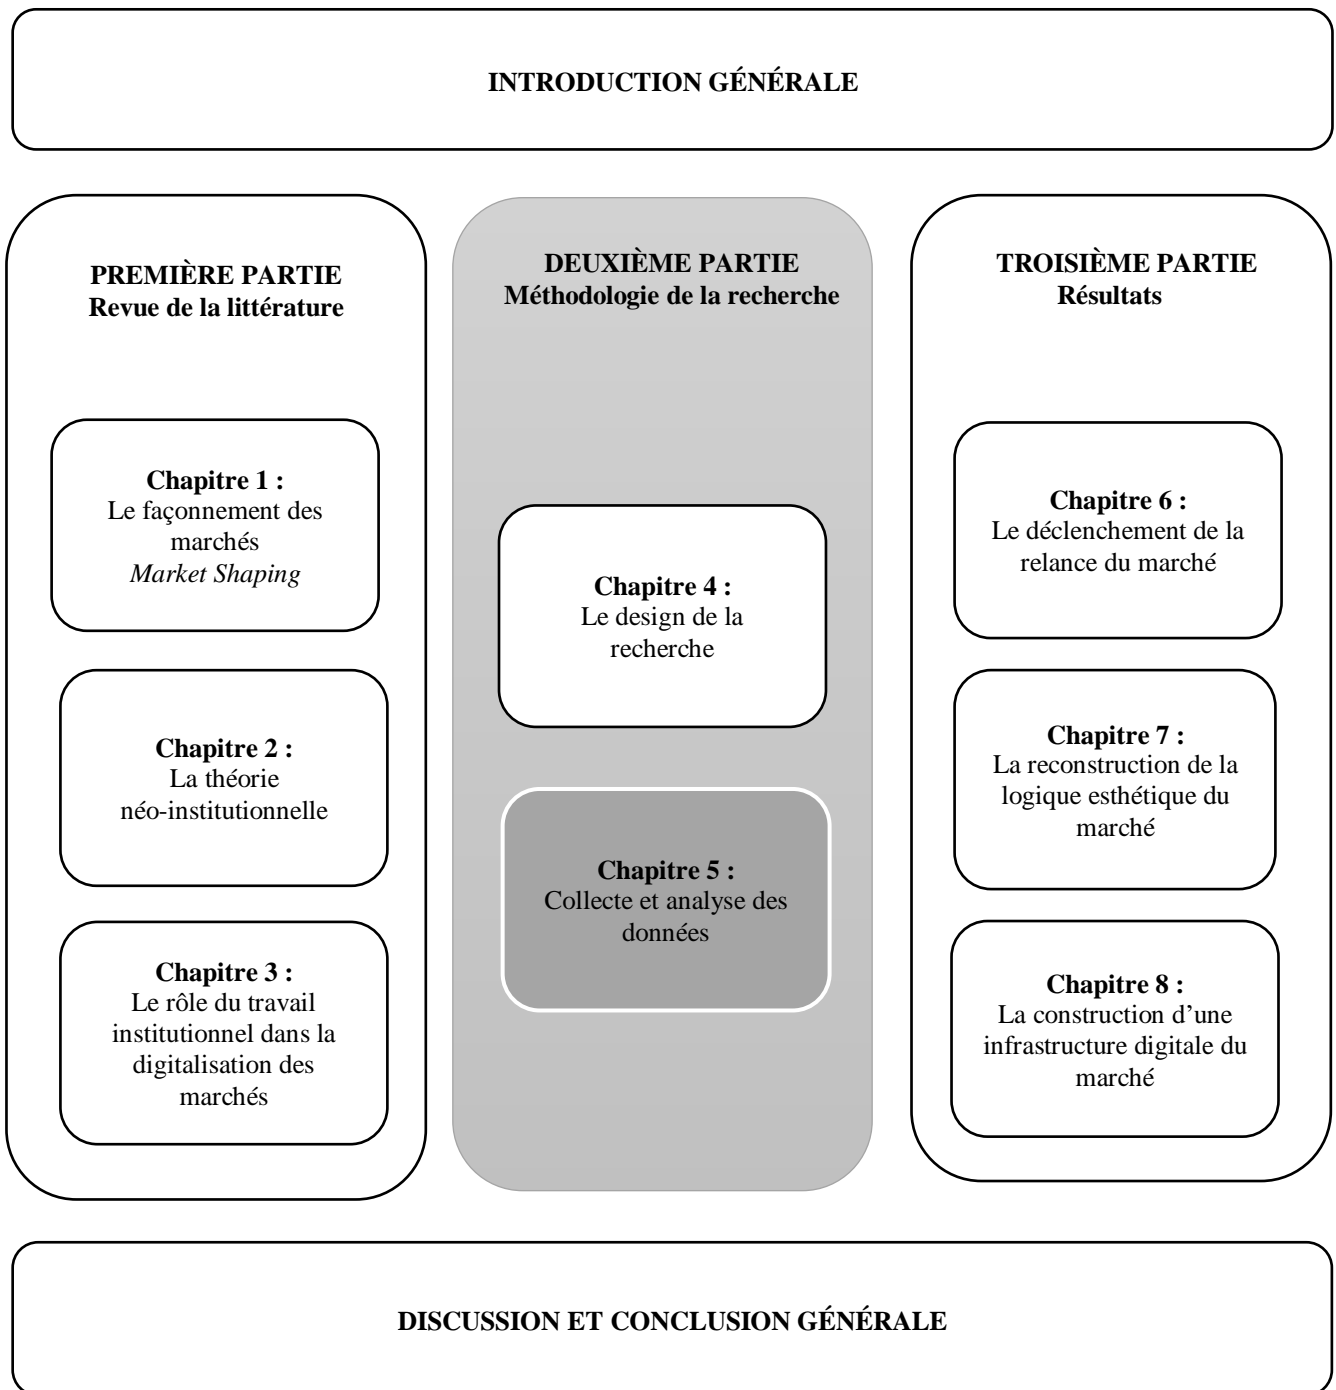 INTRODUCTION GÉNÉRALE
PREMIÈRE PARTIE
Revue de la littérature
Chapitre 1 :
Le façonnement des
marchés
Market Shaping
Chapitre 2 :
La théorie
néo-institutionnelle
Chapitre 3 :
Le rôle du travail
institutionnel dans la
digitalisation des
marchés
DEUXIÈME PARTIE
Méthodologie de la recherche
Chapitre 4 :
Le design de la
recherche
Chapitre 5 :
Collecte et analyse des
données
TROISIÈME PARTIE
Résultats
Chapitre 6 :
Le déclenchement de la
relance du marché
Chapitre 7 :
La reconstruction de la
logique esthétique du
marché
Chapitre 8 :
La construction d’une
infrastructure digitale du
marché
DISCUSSION ET CONCLUSION GÉNÉRALE